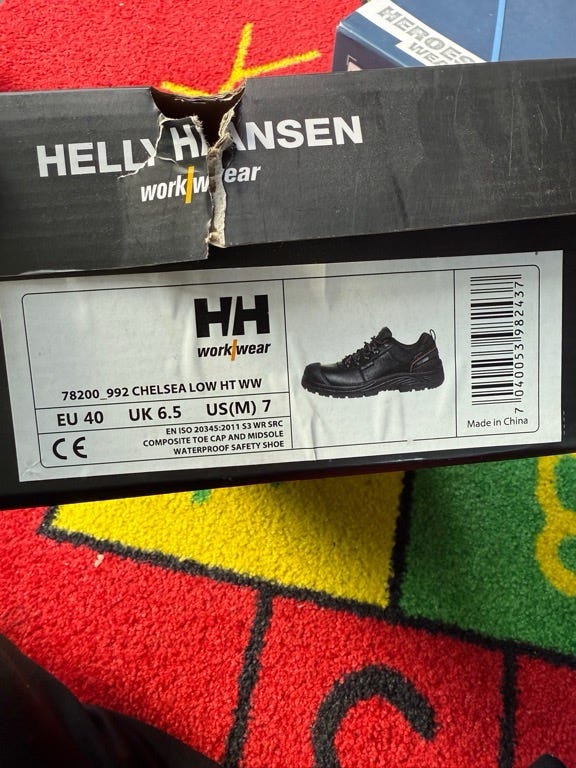 HEROES
HELLY HANSEN
work/wear
HH
work/wear
78200_992 CHELSEA LOW HT WW
EU 40 UK 6.5 US(M) 7
EN ISO 20345:2011 S3 WR SRC
COMPOSITE TOE CAP AND MIDSOLE
WATERPROOF SAFETY SHOE
CE
7 040053 982437
Made in China